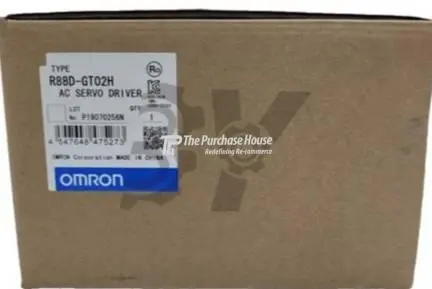 TYPE
R88D-GT02H
AC SERVO DRIVER
LOT QTY.
No. P19070256N 1
4 547648 475273
OMRON Corporation MADE IN CHINA
OMRON
The Purchase House
Redefining Re-commerce